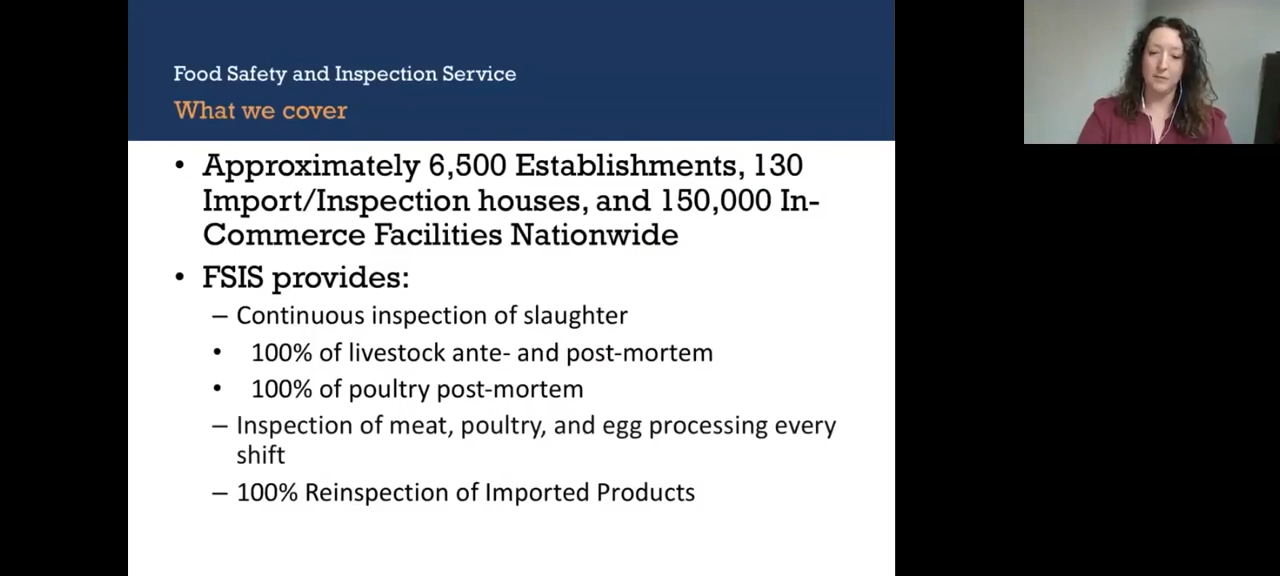 Food Safety and Inspection Service
What we cover
• Approximately 6,500 Establishments, 130
Import/Inspection houses, and 150,000 In-
Commerce Facilities Nationwide
• FSIS provides:
– Continuous inspection of slaughter
• 100% of livestock ante- and post-mortem
• 100% of poultry post-mortem
– Inspection of meat, poultry, and egg processing every
shift
– 100% Reinspection of Imported Products